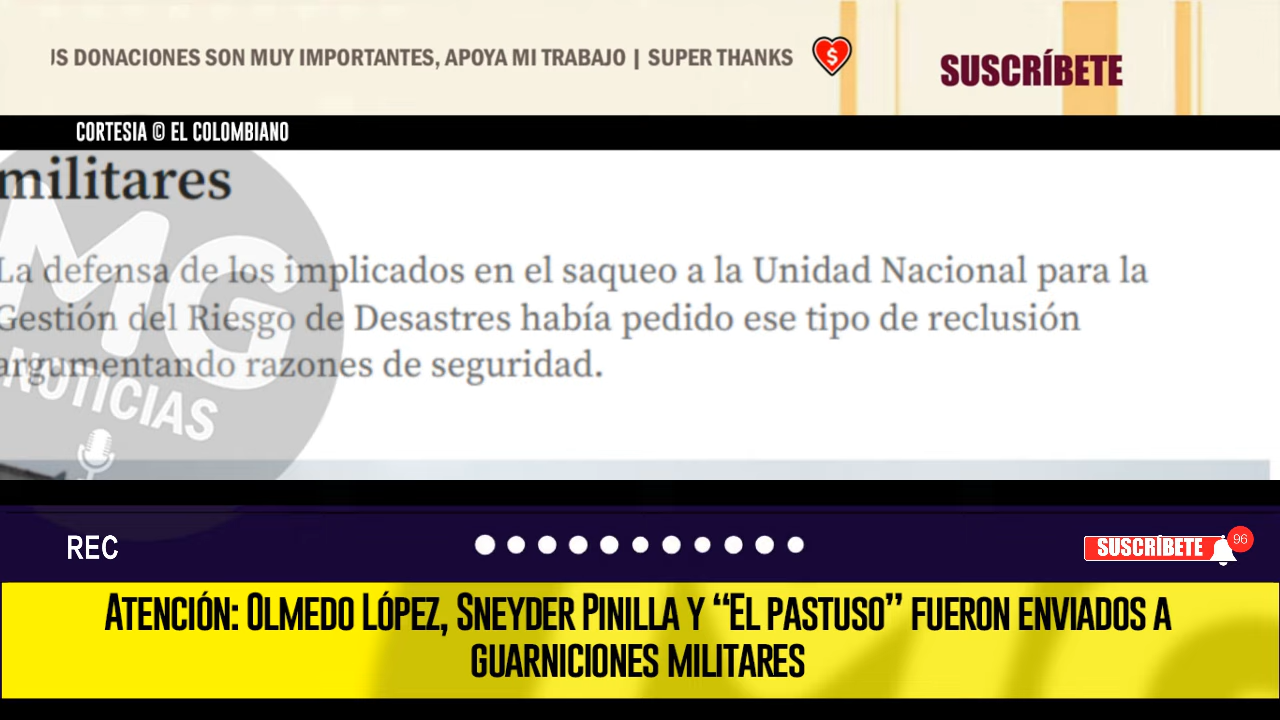 US DONACIONES SON MUY IMPORTANTES, APOYA MI TRABAJO | SUPER THANKS
$
SUSCRÍBETE
CORTESIA © EL COLOMBIANO
militares
La defensa de los implicados en el saqueo a la Unidad Nacional para la
Gestión del Riesgo de Desastres había pedido ese tipo de reclusión
argumentando razones de seguridad.
MG
NOTICIAS
REC
SUSCRÍBETE
96
ATENCIÓN: OLMEDO LÓPEZ, SNEYDER PINILLA Y “EL PASTUSO” FUERON ENVIADOS A
GUARNICIONES MILITARES